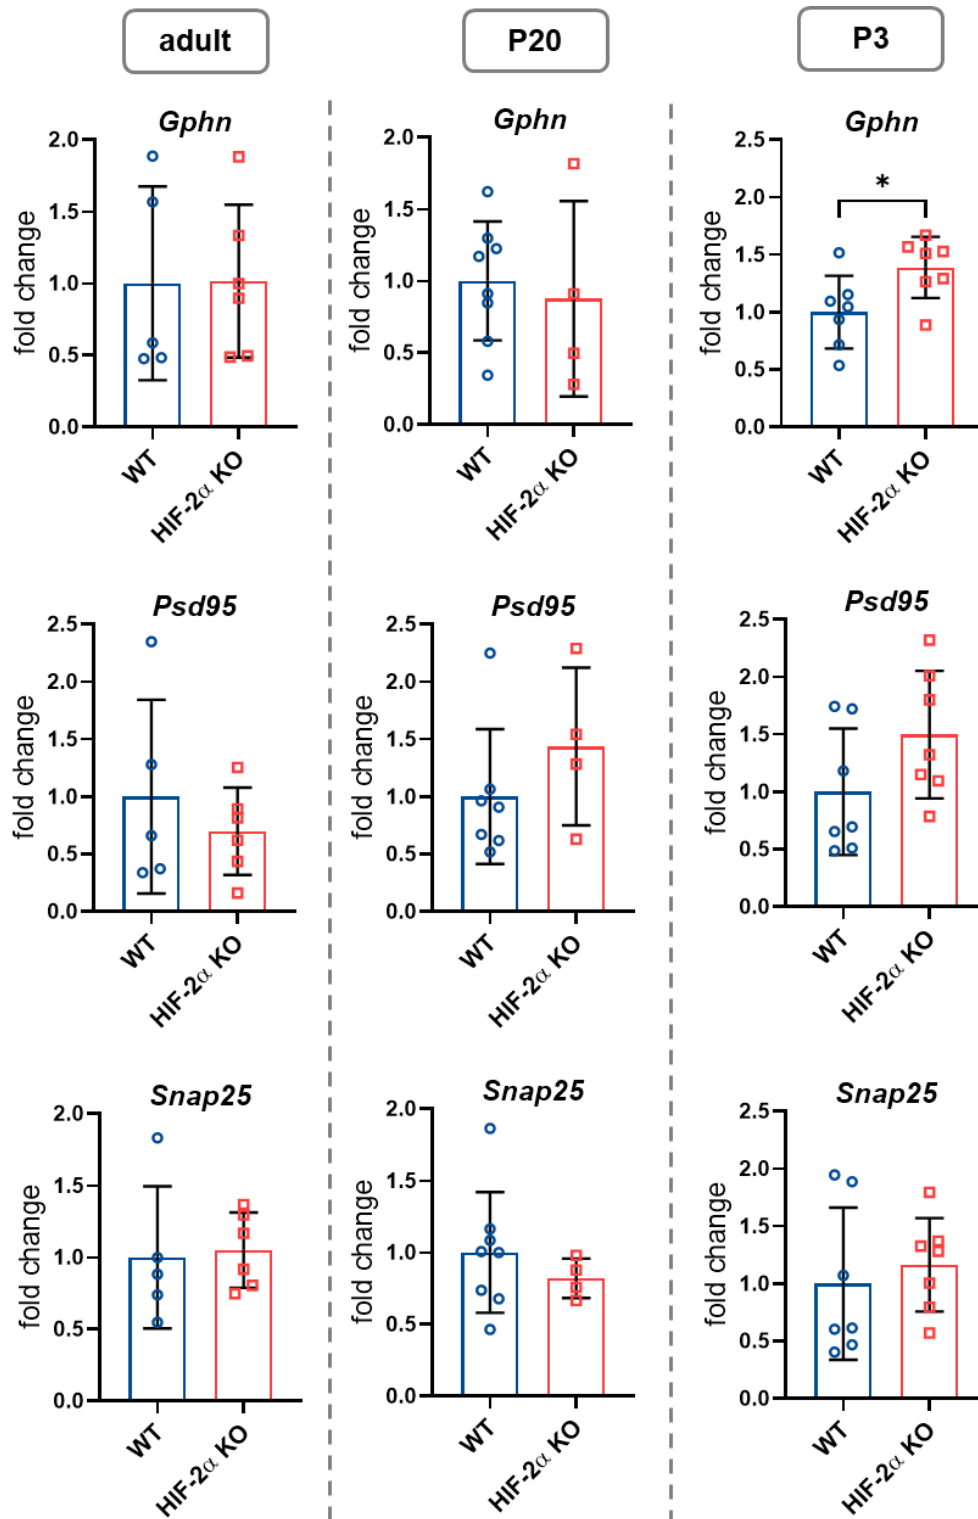 adult
P20
P3
Gphn
2.0
1.5
1.0
0.5
0.0
fold change
WT
HIF-2α KO
Gphn
2.0
1.5
1.0
0.5
0.0
fold change
WT
HIF-2α KO
Gphn
2.5
2.0
1.5
1.0
0.5
0.0
fold change
*
WT
HIF-2α KO
Psd95
2.5
2.0
1.5
1.0
0.5
0.0
fold change
WT
HIF-2α KO
Psd95
2.5
2.0
1.5
1.0
0.5
0.0
fold change
WT
HIF-2α KO
Psd95
2.5
2.0
1.5
1.0
0.5
0.0
fold change
WT
HIF-2α KO
Snap25
2.0
1.5
1.0
0.5
0.0
fold change
WT
HIF-2α KO
Snap25
2.0
1.5
1.0
0.5
0.0
fold change
WT
HIF-2α KO
Snap25
2.5
2.0
1.5
1.0
0.5
0.0
fold change
WT
HIF-2α KO